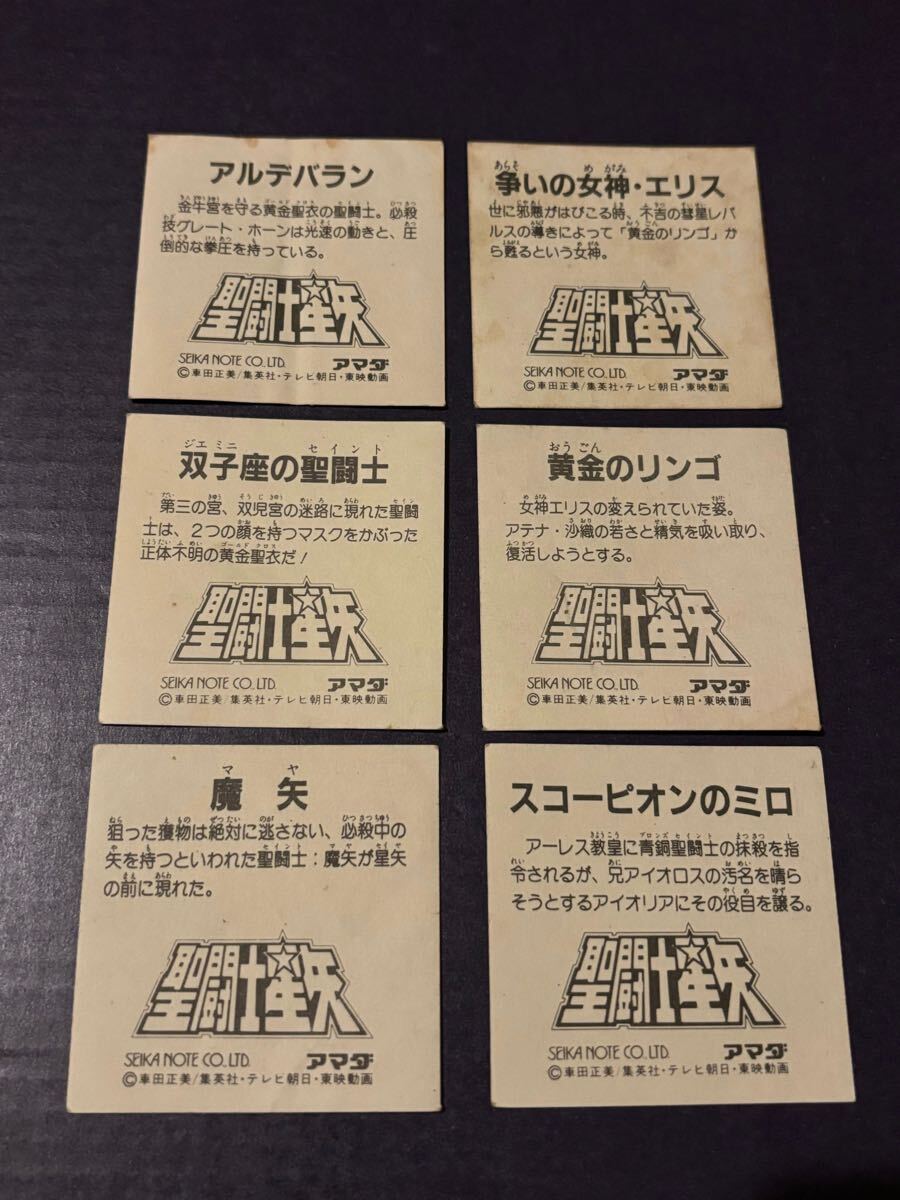 アルデバラン
金牛宮を守る黄金聖衣の聖闘士。必殺
技グレート・ホーンは光速の動きと、圧
倒的な拳圧を持っている。
聖闘士星矢
SEIKA NOTE CO., LTD. アマダ
©車田正美/集英社・テレビ朝日・東映動画
争いの女神・エリス
世に邪悪がはびこる時、不吉の彗星レパ
ルスの導きによって「黄金のリンゴ」か
ら甦るという女神。
聖闘士星矢
SEIKA NOTE CO., LTD. アマダ
©車田正美/集英社・テレビ朝日・東映動画
双子座の聖闘士
第三の宮、双児宮の迷路に現れた聖闘
士は、2つの顔を持つマスクをかぶった
正体不明の黄金聖衣だ!
聖闘士星矢
SEIKA NOTE CO., LTD. アマダ
©車田正美/集英社・テレビ朝日・東映動画
黄金のリンゴ
女神エリスの変えられていた姿。
アテナ・沙織の若さと精気を吸い取り、
復活しようとする。
聖闘士星矢
SEIKA NOTE CO., LTD. アマダ
©車田正美/集英社・テレビ朝日・東映動画
魔矢
狙った獲物は絶対に逃さない、必殺中の
矢を持つといわれた聖闘士:魔矢が星矢
の前に現れた。
聖闘士星矢
SEIKA NOTE CO., LTD. アマダ
©車田正美/集英社・テレビ朝日・東映動画
スコーピオンのミロ
アーレス教皇に青銅聖闘士の抹殺を指
令されるが、兄アイオロスの汚名を晴ら
そうとするアイオリアにその役目を譲る。
聖闘士星矢
SEIKA NOTE CO., LTD. アマダ
©車田正美/集英社・テレビ朝日・東映動画